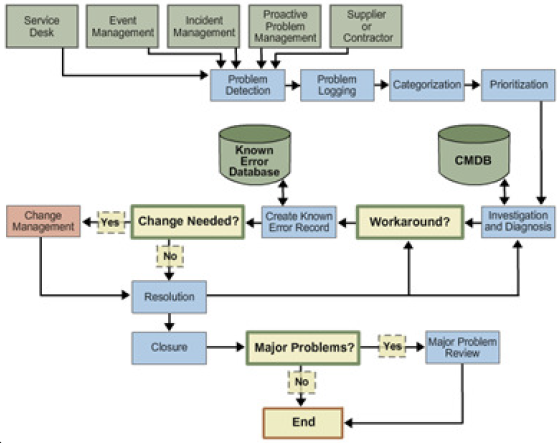 Service
Desk
Event
Management
Incident
Management
Proactive
Problem
Management
Supplier
or
Contractor
Problem
Detection
Problem
Logging
Categorization
Prioritization
Known
Error
Database
CMDB
Change
Management
Yes
Change Needed?
Create Known
Error Record
Workaround?
Investigation
and Diagnosis
No
Resolution
Closure
Major Problems?
Yes
Major Problem
Review
No
End